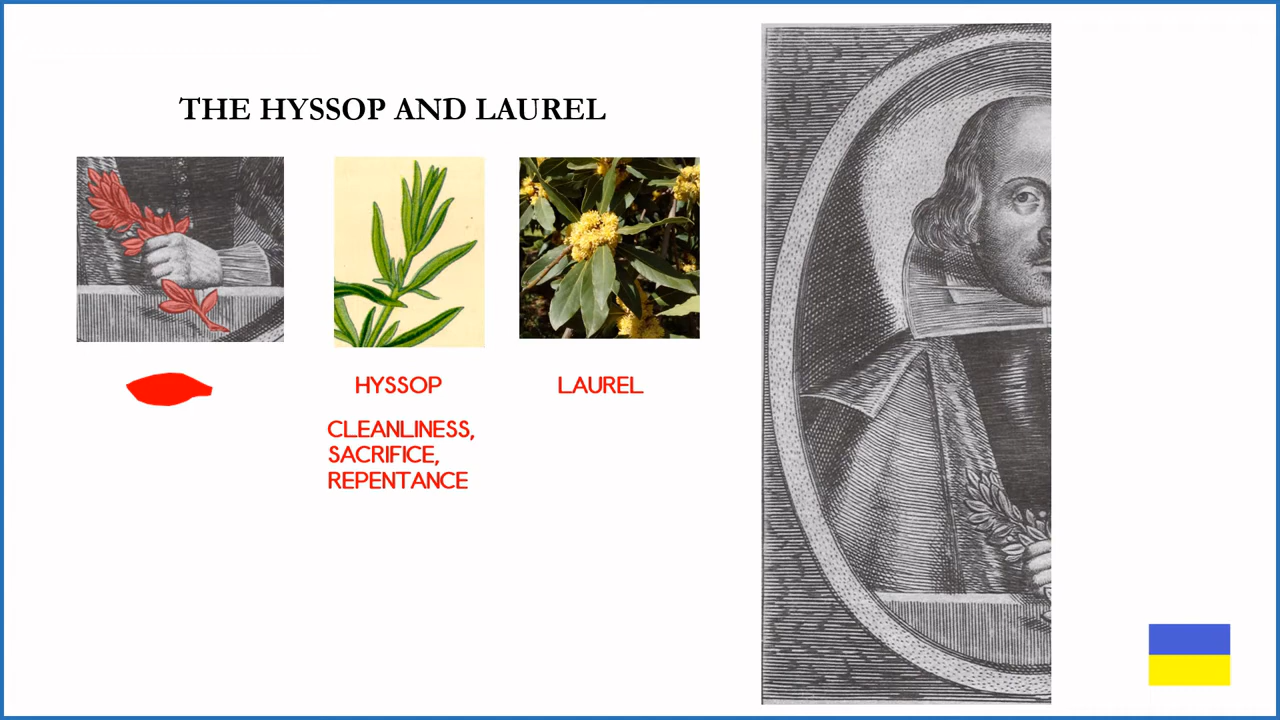 THE HYSSOP AND LAUREL
HYSSOP
LAUREL
CLEANLINESS,
SACRIFICE,
REPENTANCE